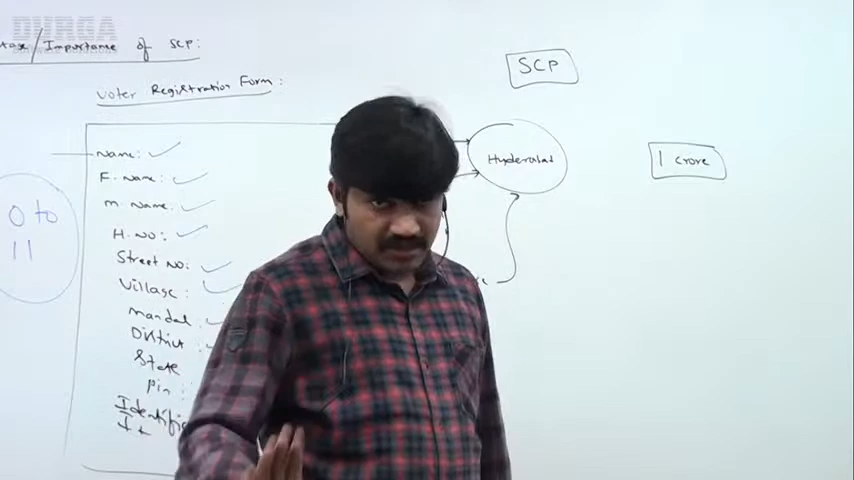 DURGA
/Importance of SCP:
SCP
Voter Registration Form:
Name:
F. Name:
M. Name:
H. No:
Street No:
Village:
Mandal
District
State
Pin:
0 to
11
Hyderabad
1 crore